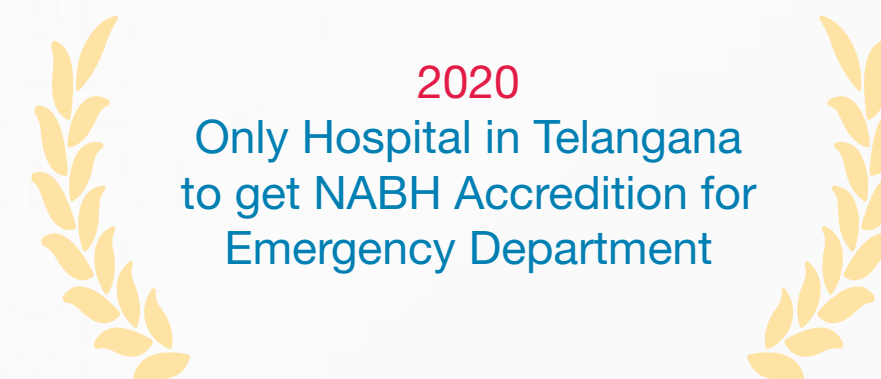 2020
Only Hospital in Telangana
to get NABH Accredition for
Emergency Department